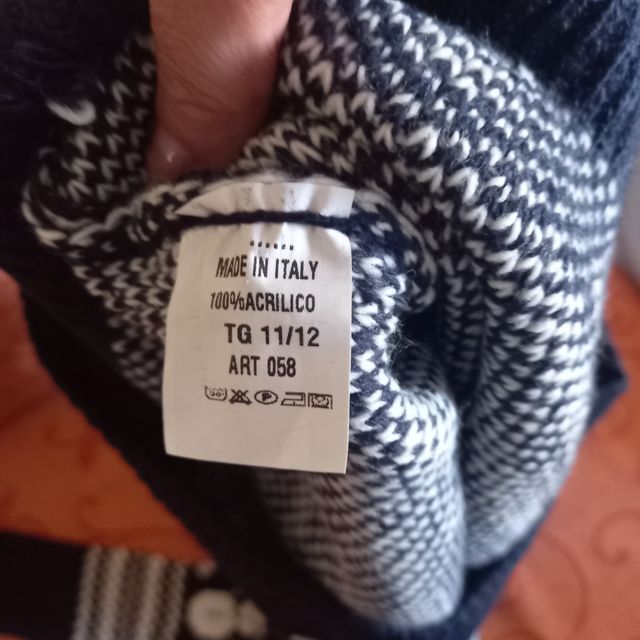 MADE IN ITALY
100%ACRILICO
TG 11/12
ART 058